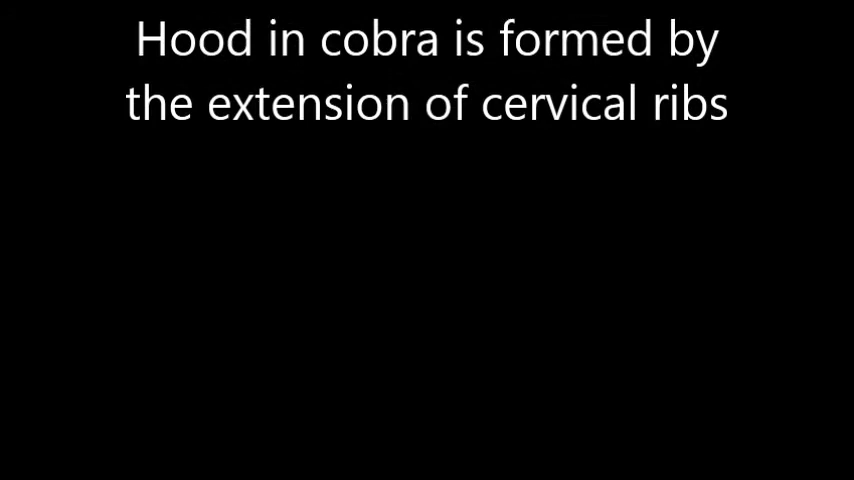 Hood in cobra is formed by
the extension of cervical ribs